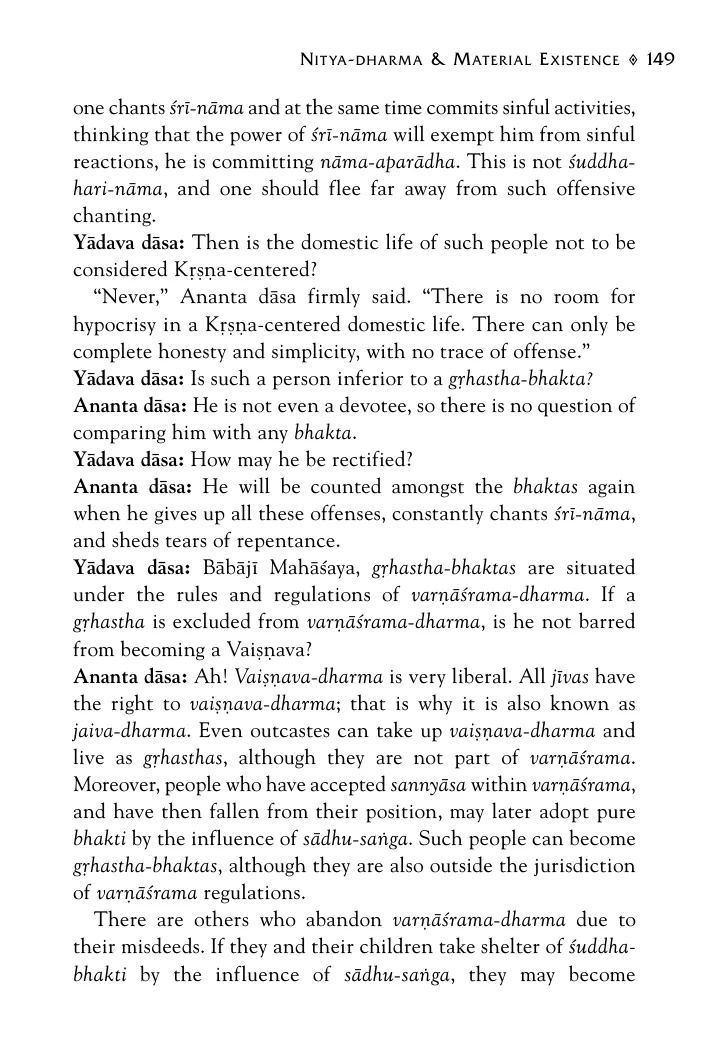 NITYA-DHARMA & MATERIAL EXISTENCE ◊ 149
one chants śrī-nāma and at the same time commits sinful activities,
thinking that the power of śrī-nāma will exempt him from sinful
reactions, he is committing nāma-aparādha. This is not śuddha-
hari-nāma, and one should flee far away from such offensive
chanting.
Yādava dāsa: Then is the domestic life of such people not to be
considered Kṛṣṇa-centered?
“Never,” Ananta dāsa firmly said. “There is no room for
hypocrisy in a Kṛṣṇa-centered domestic life. There can only be
complete honesty and simplicity, with no trace of offense.”
Yādava dāsa: Is such a person inferior to a gṛhastha-bhakta?
Ananta dāsa: He is not even a devotee, so there is no question of
comparing him with any bhakta.
Yādava dāsa: How may he be rectified?
Ananta dāsa: He will be counted amongst the bhaktas again
when he gives up all these offenses, constantly chants śrī-nāma,
and sheds tears of repentance.
Yādava dāsa: Bābājī Mahāśaya, gṛhastha-bhaktas are situated
under the rules and regulations of varṇāśrama-dharma. If a
gṛhastha is excluded from varṇāśrama-dharma, is he not barred
from becoming a Vaiṣṇava?
Ananta dāsa: Ah! Vaiṣṇava-dharma is very liberal. All jīvas have
the right to vaiṣṇava-dharma; that is why it is also known as
jaiva-dharma. Even outcastes can take up vaiṣṇava-dharma and
live as gṛhasthas, although they are not part of varṇāśrama.
Moreover, people who have accepted sannyāsa within varṇāśrama,
and have then fallen from their position, may later adopt pure
bhakti by the influence of sādhu-saṅga. Such people can become
gṛhastha-bhaktas, although they are also outside the jurisdiction
of varṇāśrama regulations.
There are others who abandon varṇāśrama-dharma due to
their misdeeds. If they and their children take shelter of śuddha-
bhakti by the influence of sādhu-saṅga, they may become